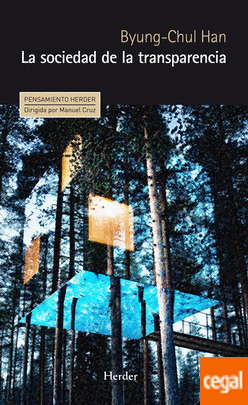 Byung-Chul Han
La sociedad de la transparencia
PENSAMIENTO HERDER
Dirigida por Manuel Cruz
Herder
cegal